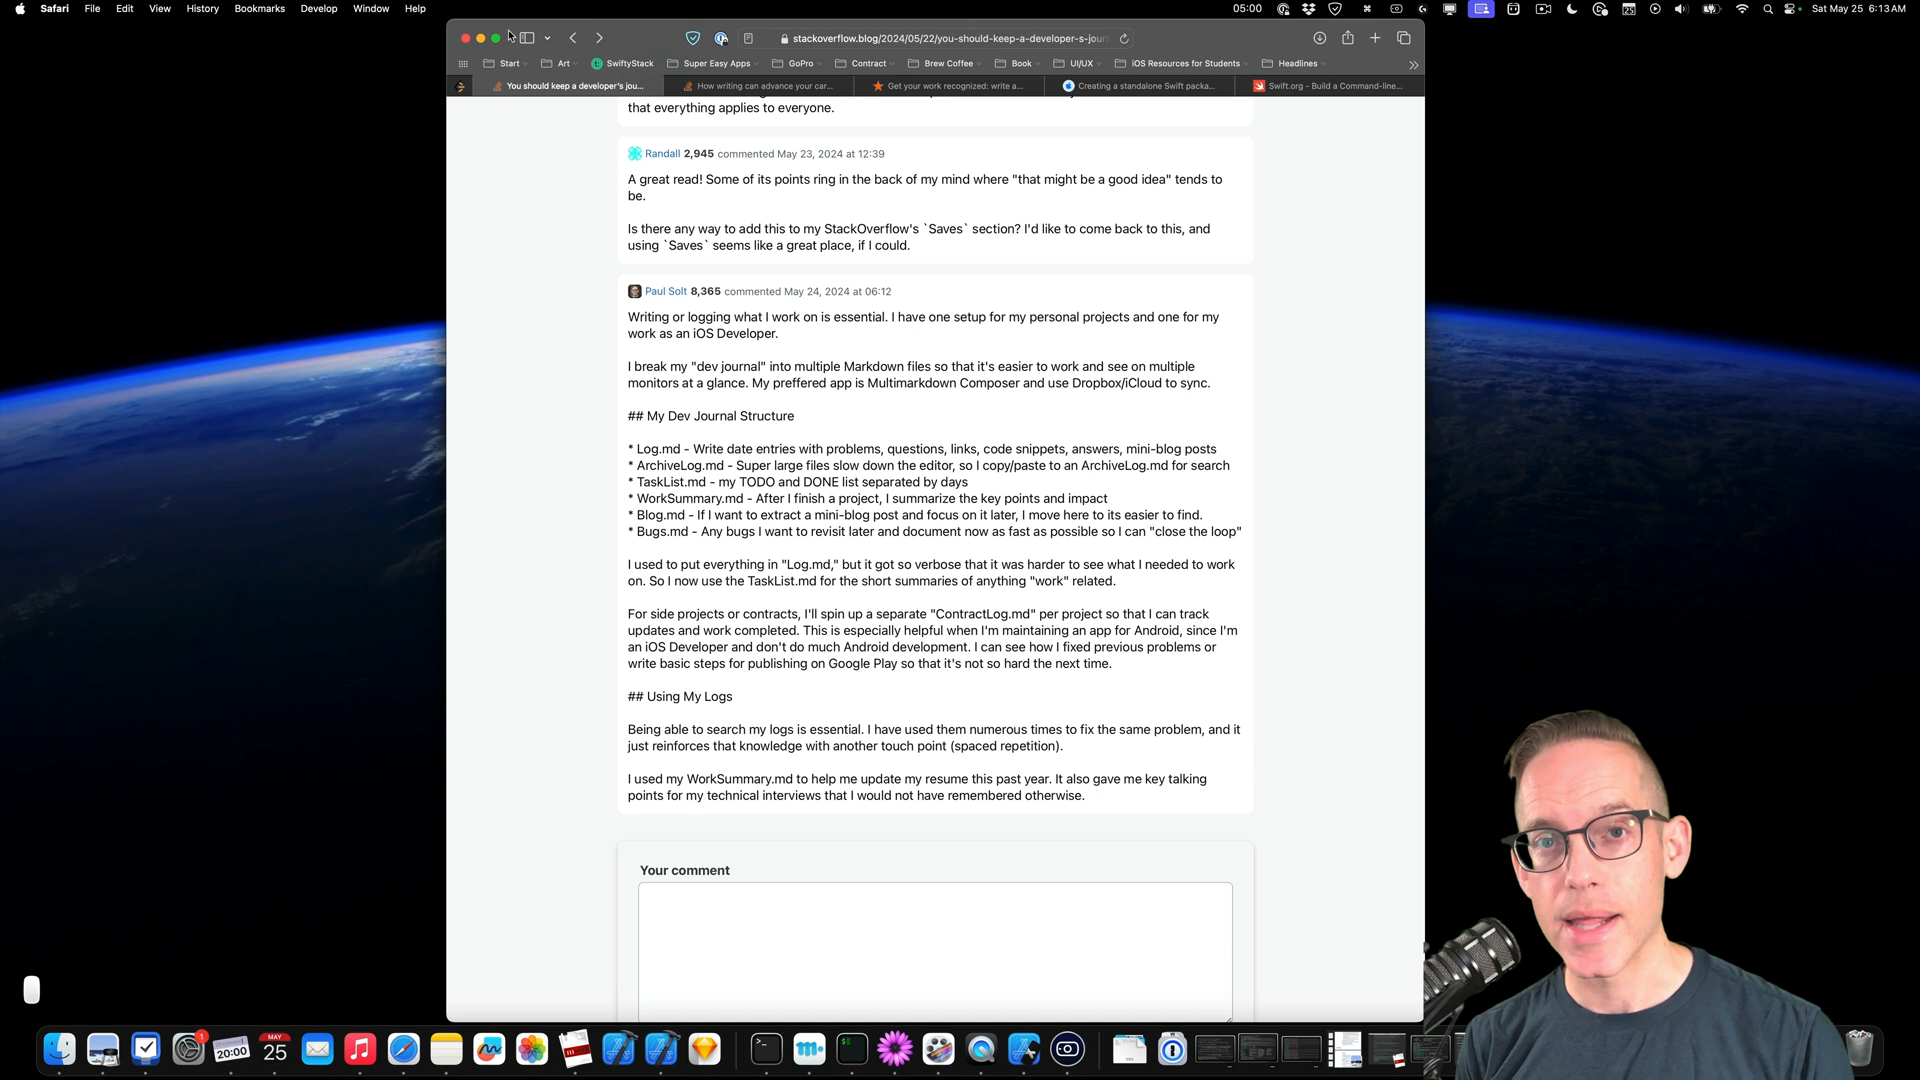 Safari File Edit View History Bookmarks Develop Window Help
05:00
Sat May 25 6:13 AM
stackoverflow.blog/2024/05/22/you-should-keep-a-developer-s-jour
Start Art SwiftyStack Super Easy Apps GoPro Contract Brew Coffee Book UI/UX iOS Resources for Students Headlines
You should keep a developer's jou... How writing can advance your car... Get your work recognized: write a... Creating a standalone Swift packa... Swift.org - Build a Command-line...
that everything applies to everyone.
Randall 2,945 commented May 23, 2024 at 12:39
A great read! Some of its points ring in the back of my mind where "that might be a good idea" tends to
be.
Is there any way to add this to my StackOverflow's `Saves` section? I'd like to come back to this, and
using `Saves` seems like a great place, if I could.
Paul Solt 8,365 commented May 24, 2024 at 06:12
Writing or logging what I work on is essential. I have one setup for my personal projects and one for my
work as an iOS Developer.
I break my "dev journal" into multiple Markdown files so that it's easier to work and see on multiple
monitors at a glance. My preffered app is Multimarkdown Composer and use Dropbox/iCloud to sync.
## My Dev Journal Structure
* Log.md - Write date entries with problems, questions, links, code snippets, answers, mini-blog posts
* ArchiveLog.md - Super large files slow down the editor, so I copy/paste to an ArchiveLog.md for search
* TaskList.md - my TODO and DONE list separated by days
* WorkSummary.md - After I finish a project, I summarize the key points and impact
* Blog.md - If I want to extract a mini-blog post and focus on it later, I move here to its easier to find.
* Bugs.md - Any bugs I want to revisit later and document now as fast as possible so I can "close the loop"
I used to put everything in "Log.md," but it got so verbose that it was harder to see what I needed to work
on. So I now use the TaskList.md for the short summaries of anything "work" related.
For side projects or contracts, I'll spin up a separate "ContractLog.md" per project so that I can track
updates and work completed. This is especially helpful when I'm maintaining an app for Android, since I'm
an iOS Developer and don't do much Android development. I can see how I fixed previous problems or
write basic steps for publishing on Google Play so that it's not so hard the next time.
## Using My Logs
Being able to search my logs is essential. I have used them numerous times to fix the same problem, and it
just reinforces that knowledge with another touch point (spaced repetition).
I used my WorkSummary.md to help me update my resume this past year. It also gave me key talking
points for my technical interviews that I would not have remembered otherwise.
Your comment
1
20:00
MAY
25